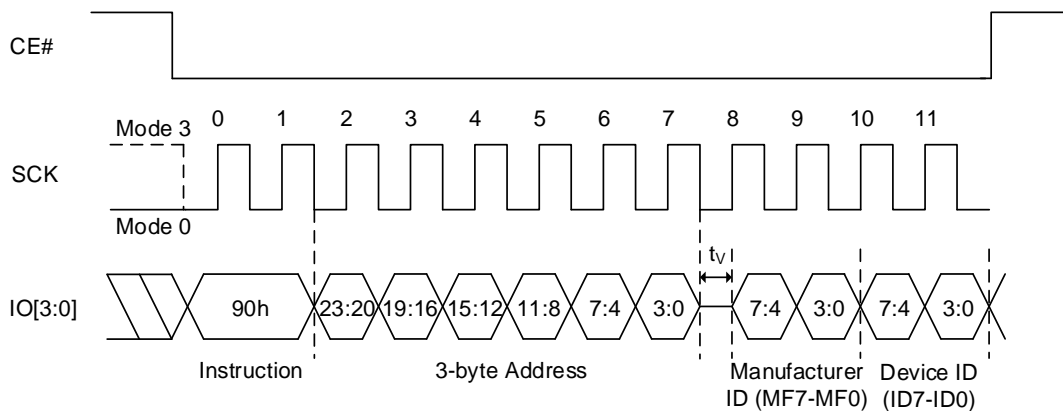 CE#
0 1 2 3 4 5 6 7 8 9 10 11
Mode 3
SCK
Mode 0
tV
IO[3:0]
90h 23:20 19:16 15:12 11:8 7:4 3:0 7:4 3:0 7:4 3:0
Instruction 3-byte Address Manufacturer Device ID
ID (MF7-MF0) (ID7-ID0)